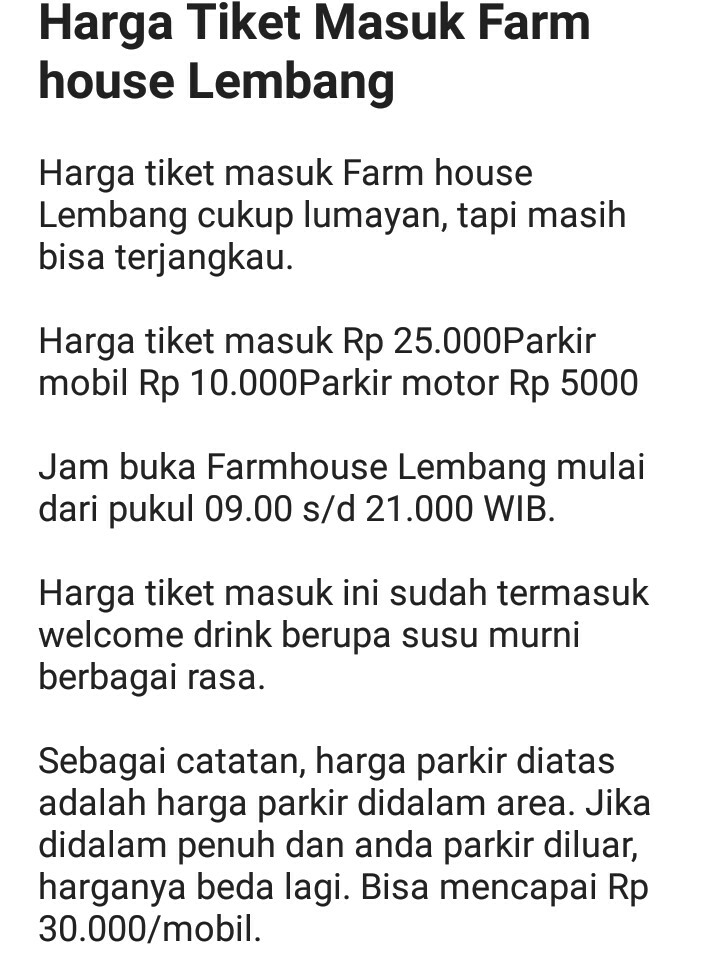 Harga Tiket Masuk Farm
house Lembang
Harga tiket masuk Farm house
Lembang cukup lumayan, tapi masih
bisa terjangkau.
Harga tiket masuk Rp 25.000Parkir
mobil Rp 10.000Parkir motor Rp 5000
Jam buka Farmhouse Lembang mulai
dari pukul 09.00 s/d 21.000 WIB.
Harga tiket masuk ini sudah termasuk
welcome drink berupa susu murni
berbagai rasa.
Sebagai catatan, harga parkir diatas
adalah harga parkir didalam area. Jika
didalam penuh dan anda parkir diluar,
harganya beda lagi. Bisa mencapai Rp
30.000/mobil.